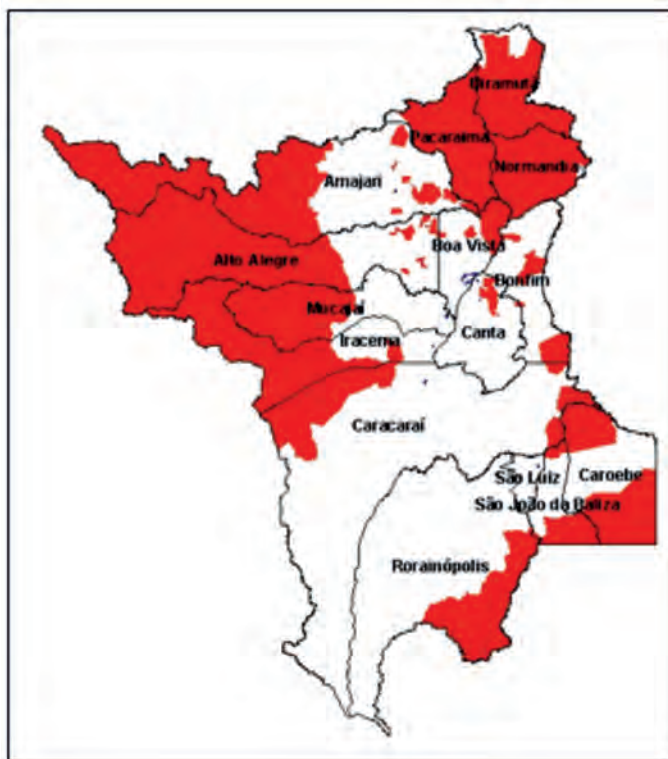 Uiramutã
Pacaraima
Normandia
Amajari
Boa Vista
Alto Alegre
Bonfim
Mucajaí
Iracema
Canta
Caracaraí
São Luiz
Caroebe
São João da Baliza
Rorainópolis